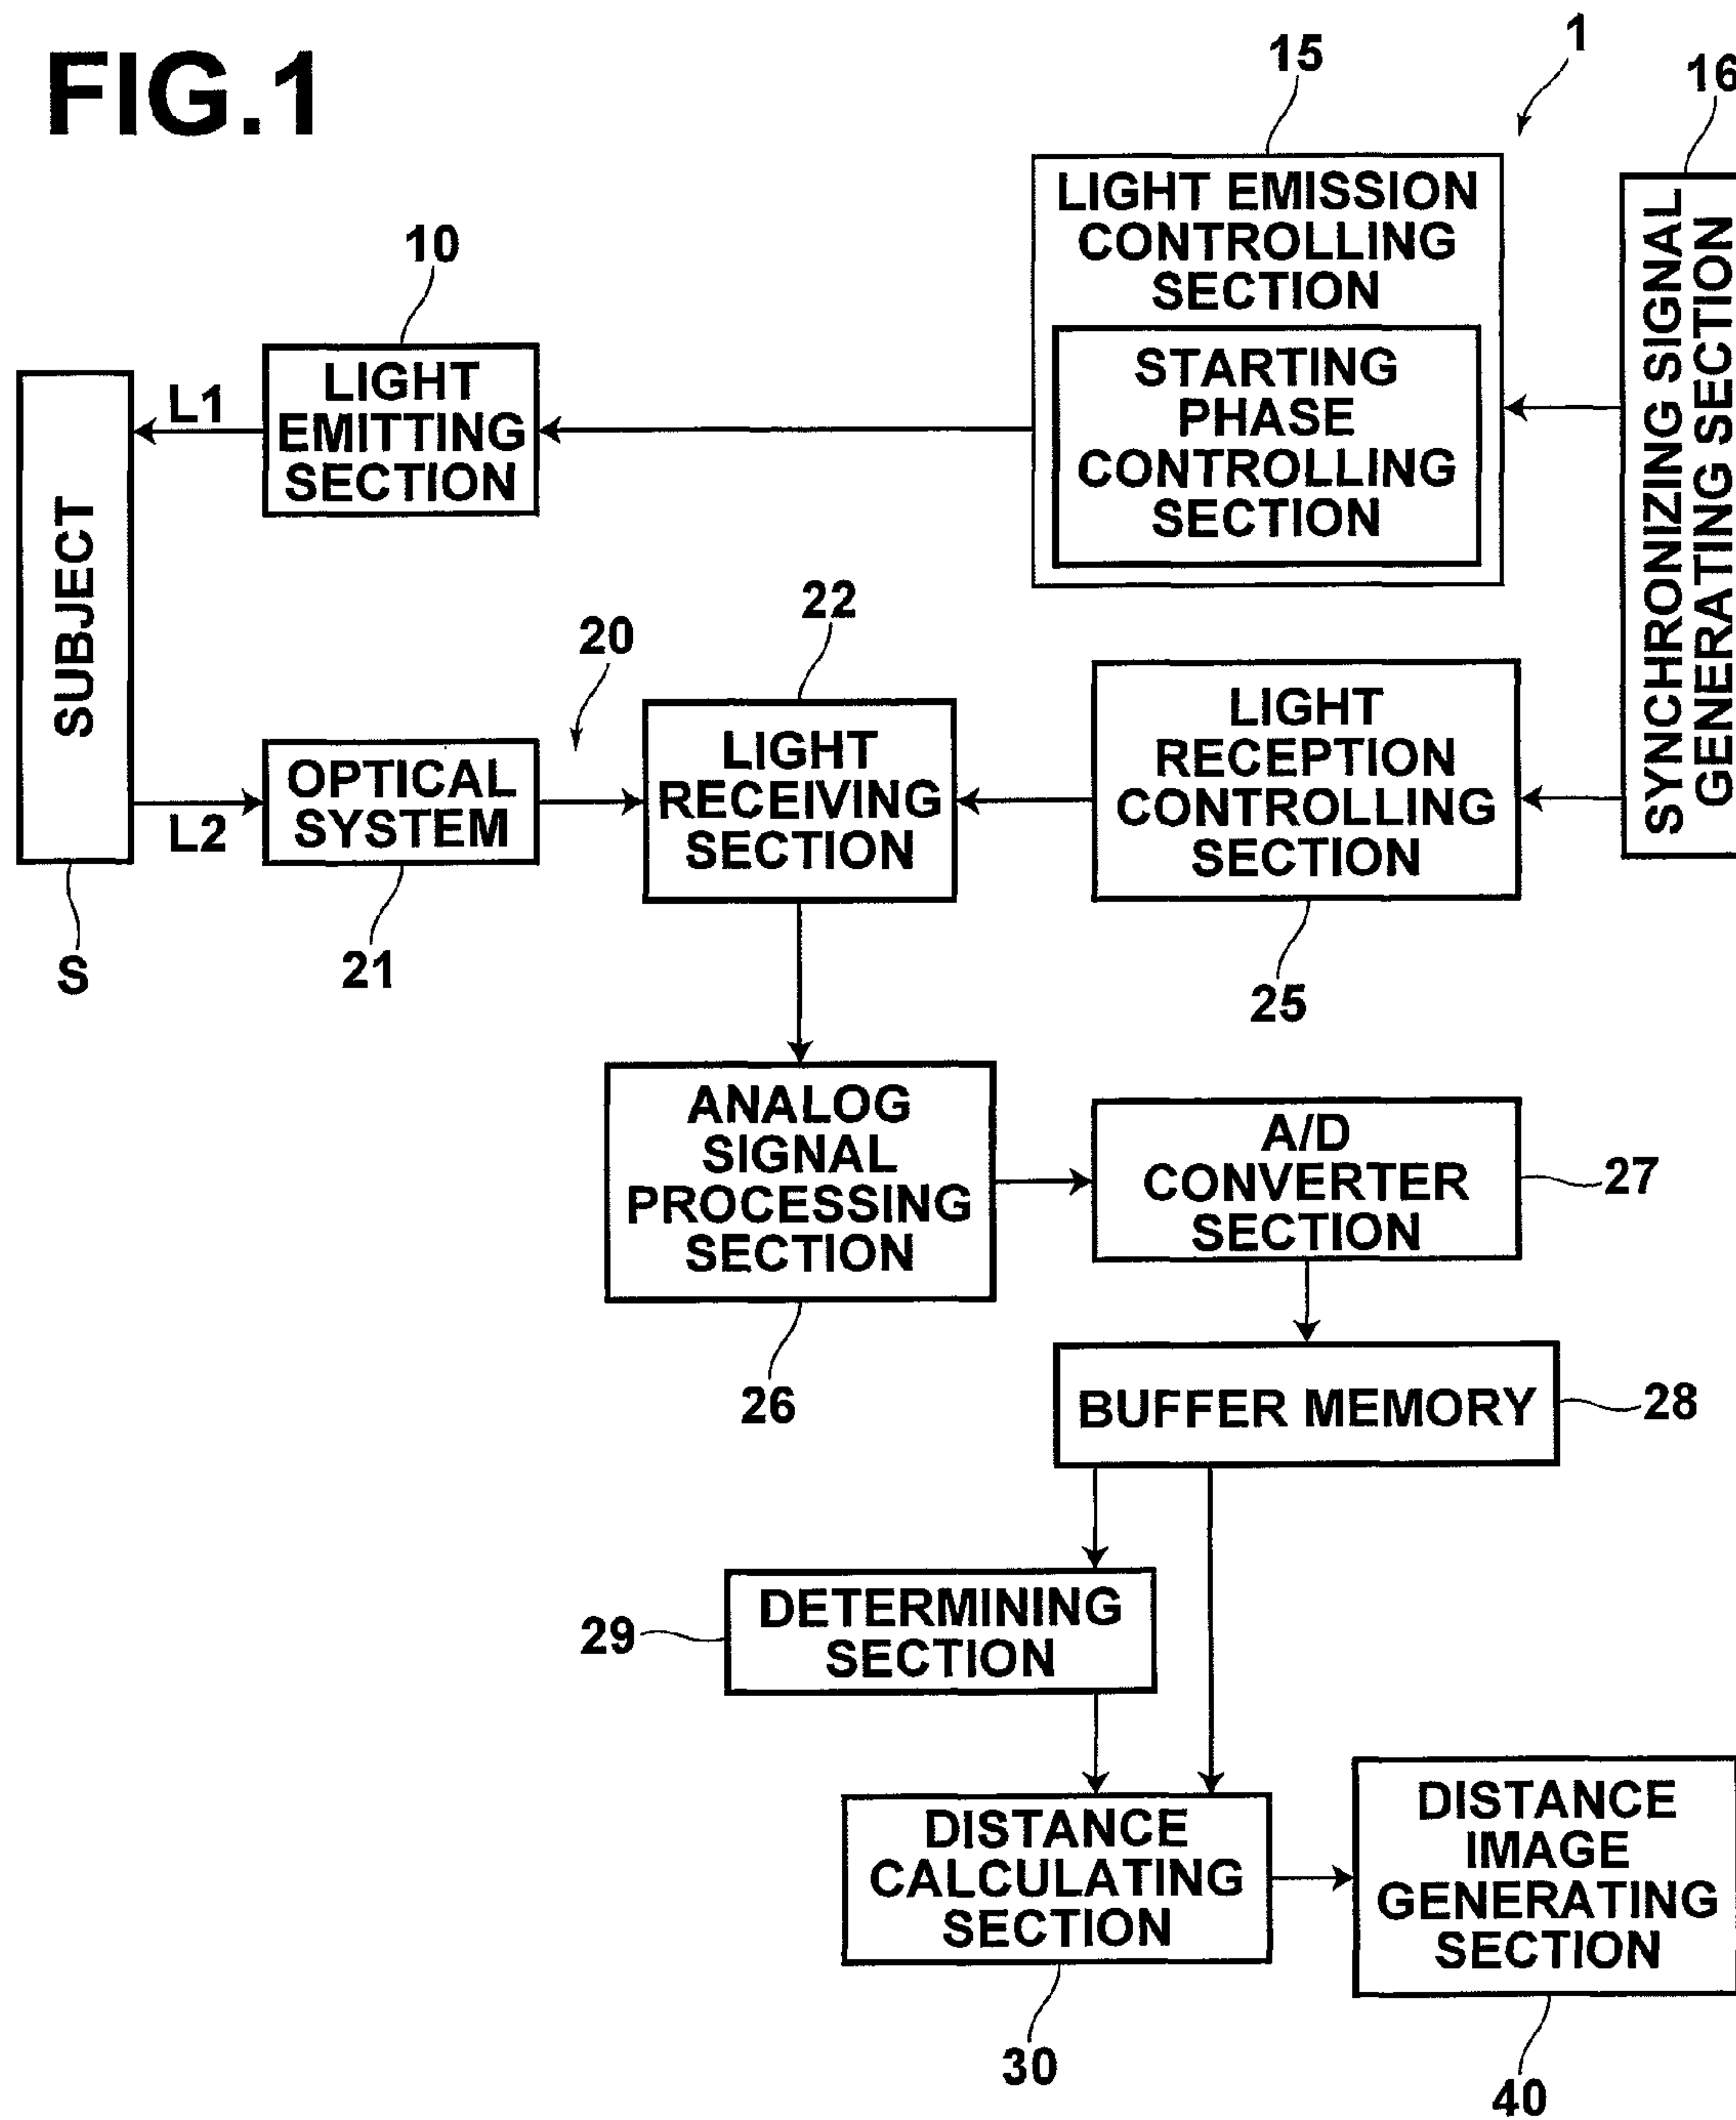 FIG.1
1
15
16
LIGHT EMISSION
CONTROLLING
SECTION
STARTING
PHASE
CONTROLLING
SECTION
SYNCHRONIZING SIGNAL
GENERATING SECTION
10
LIGHT
EMITTING
SECTION
L1
SUBJECT
S
L2
20
OPTICAL
SYSTEM
21
22
LIGHT
RECEIVING
SECTION
LIGHT
RECEPTION
CONTROLLING
SECTION
25
ANALOG
SIGNAL
PROCESSING
SECTION
26
A/D
CONVERTER
SECTION
27
BUFFER MEMORY
28
DETERMINING
SECTION
29
DISTANCE
CALCULATING
SECTION
30
DISTANCE
IMAGE
GENERATING
SECTION
40